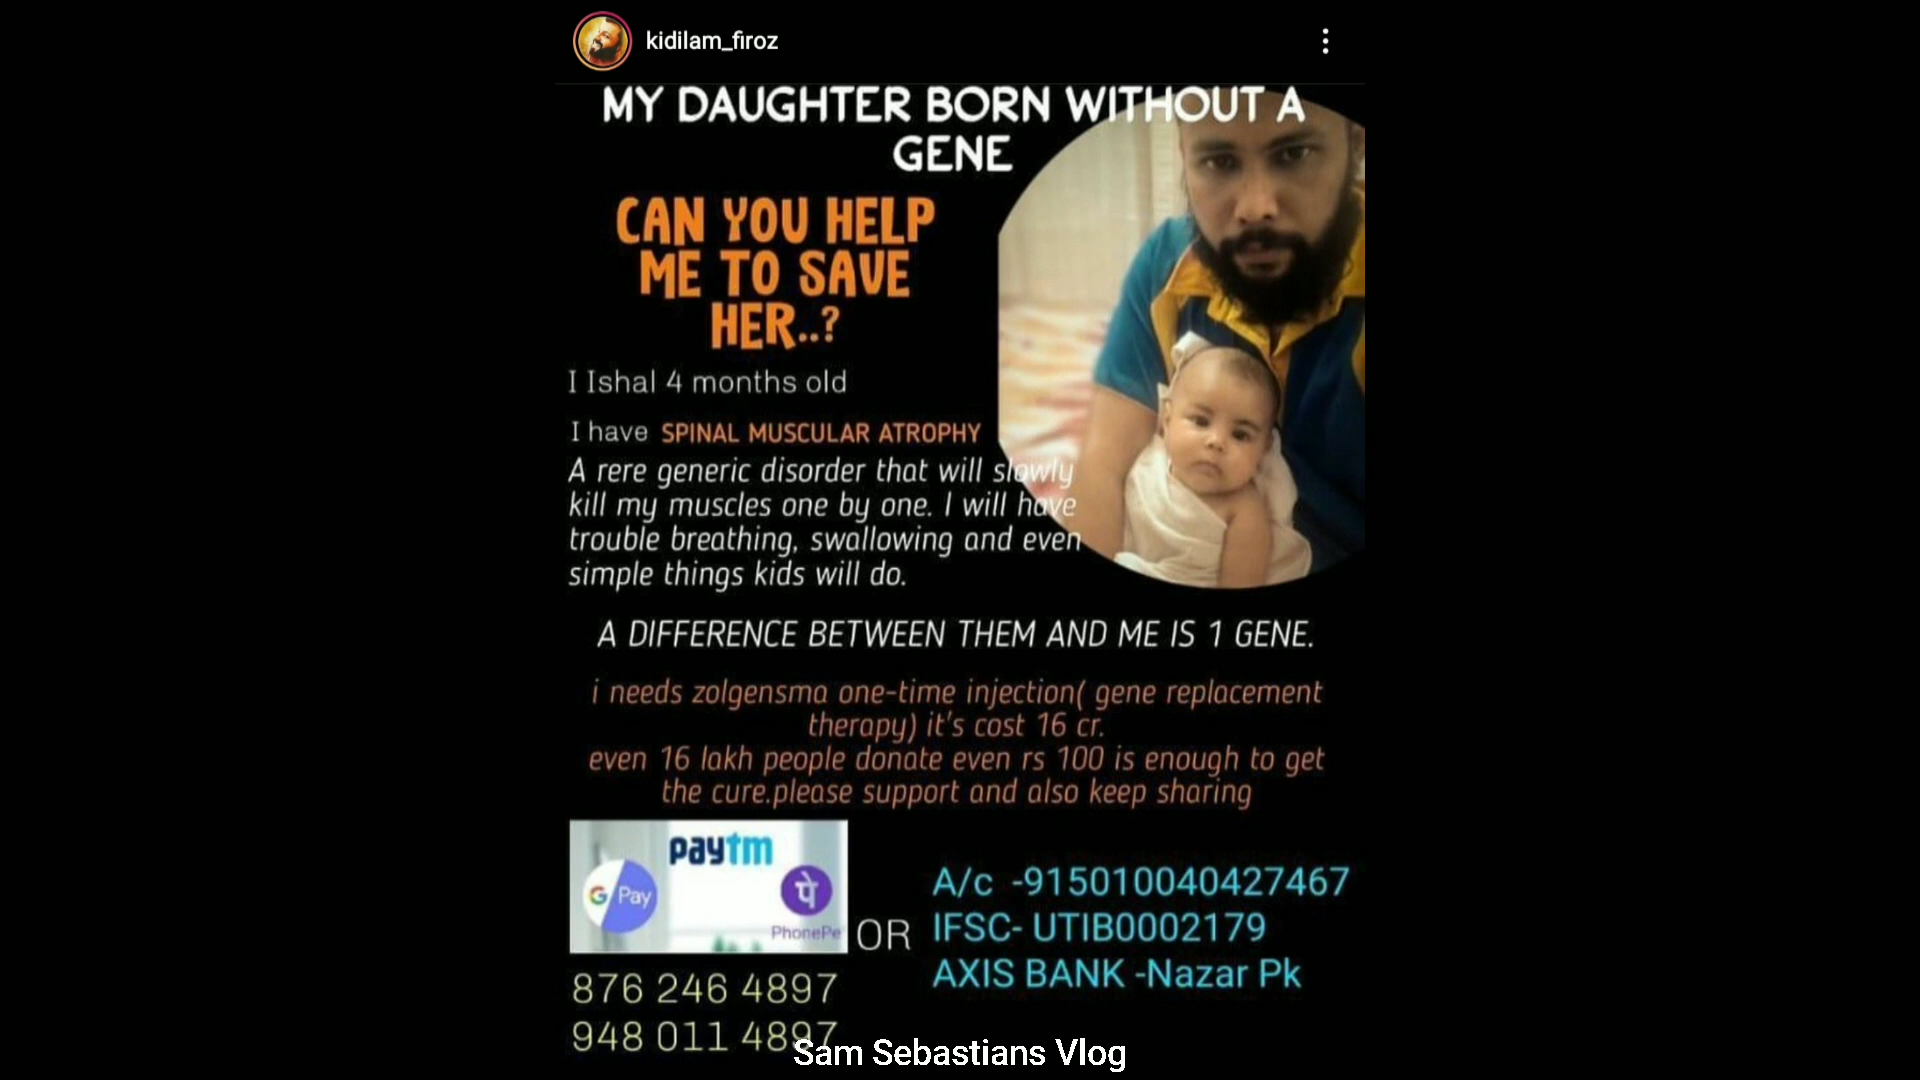 kidilam_firoz
MY DAUGHTER BORN WITHOUT A
GENE
CAN YOU HELP
ME TO SAVE
HER..?
I Ishal 4 months old
I have SPINAL MUSCULAR ATROPHY
A rere generic disorder that will slowly
kill my muscles one by one. I will have
trouble breathing, swallowing and even
simple things kids will do.
A DIFFERENCE BETWEEN THEM AND ME IS 1 GENE.
i needs zolgensma one-time injection( gene replacement
therapy) it's cost 16 cr.
even 16 lakh people donate even rs 100 is enough to get
the cure.please support and also keep sharing
paytm
G Pay
पे
PhonePe
OR
A/c -915010040427467
IFSC- UTIB0002179
AXIS BANK -Nazar Pk
876 246 4897
948 011 4897
Sam Sebastians Vlog